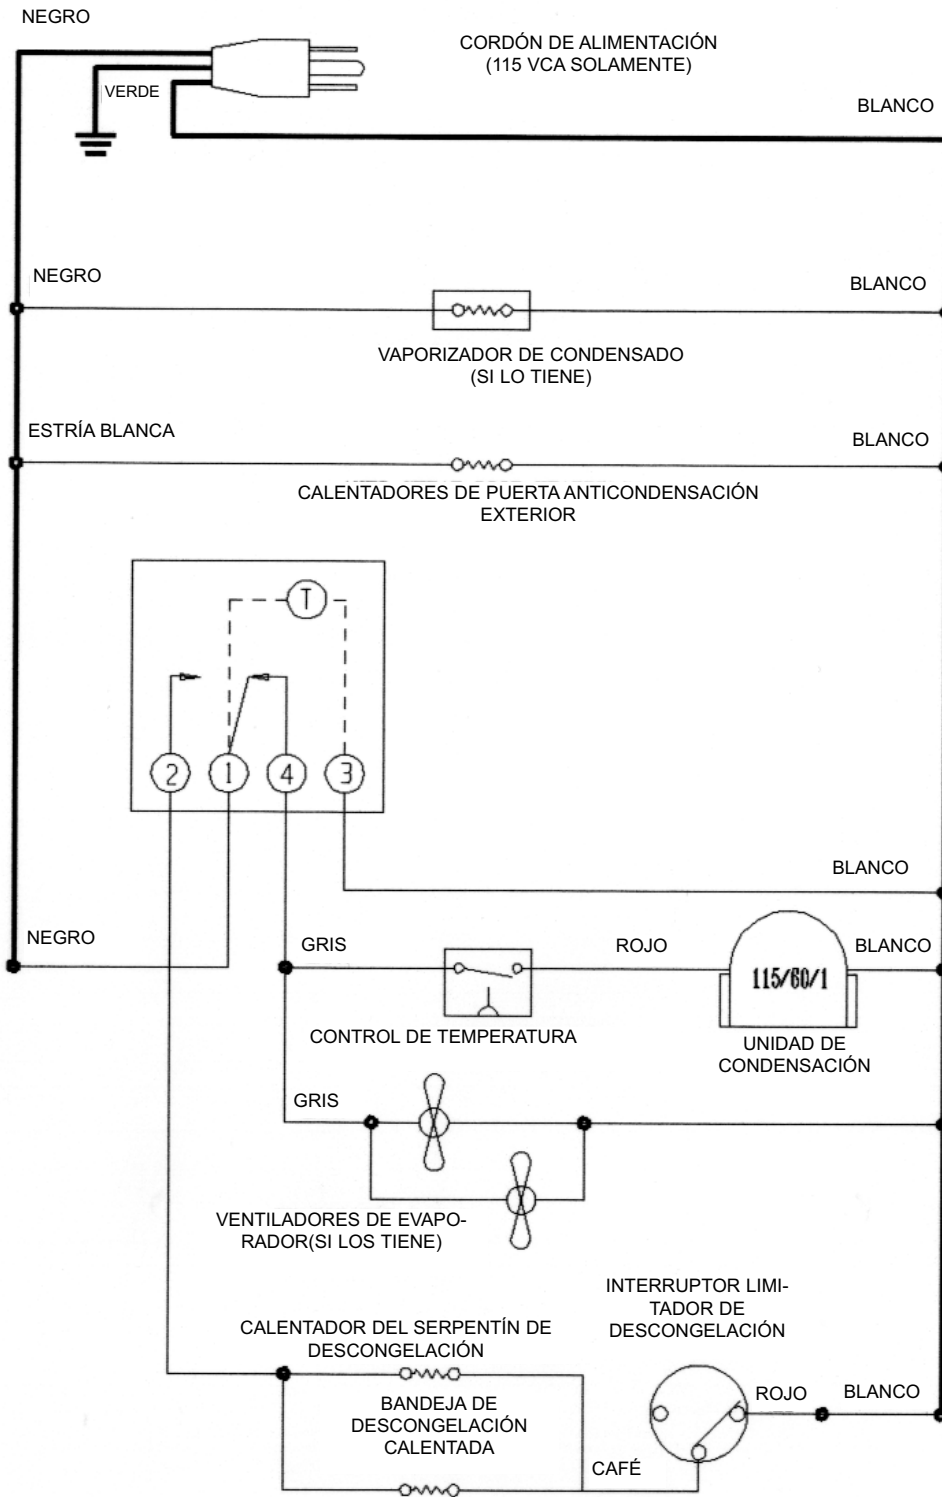 NEGRO
CORDÓN DE ALIMENTACIÓN
(115 VCA SOLAMENTE)
VERDE
BLANCO
NEGRO
BLANCO
VAPORIZADOR DE CONDENSADO
(SI LO TIENE)
ESTRÍA BLANCA
BLANCO
CALENTADORES DE PUERTA ANTICONDENSACIÓN
EXTERIOR
T
2 1 4 3
BLANCO
NEGRO
GRIS
ROJO
BLANCO
115/60/1
CONTROL DE TEMPERATURA
UNIDAD DE
CONDENSACIÓN
GRIS
VENTILADORES DE EVAPO-
RADOR(SI LOS TIENE)
INTERRUPTOR LIMI-
TADOR DE
DESCONGELACIÓN
CALENTADOR DEL SERPENTÍN DE
DESCONGELACIÓN
ROJO
BLANCO
BANDEJA DE
DESCONGELACIÓN
CALENTADA
CAFÉ